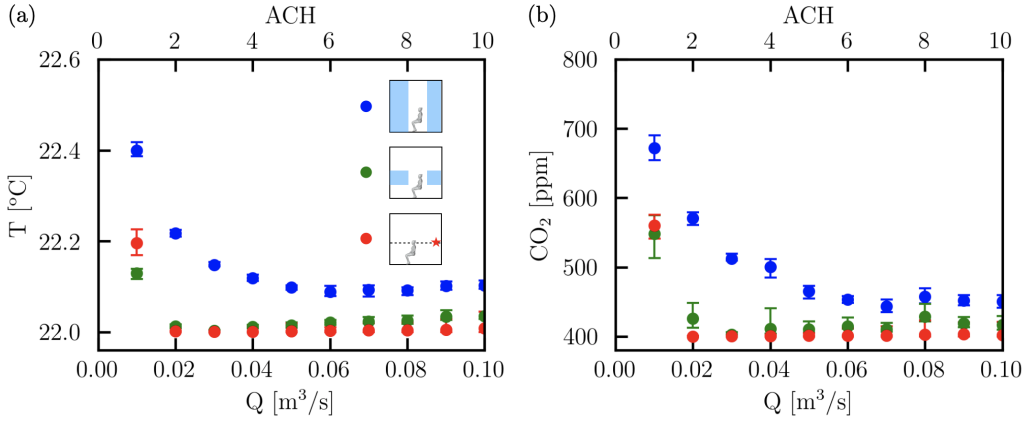 (a)
ACH
0 2 4 6 8 10
22.6
22.4
22.2
22.0
T [°C]
0.00 0.02 0.04 0.06 0.08 0.10
Q [m³/s]
(b)
ACH
0 2 4 6 8 10
800
700
600
500
400
CO₂ [ppm]
0.00 0.02 0.04 0.06 0.08 0.10
Q [m³/s]